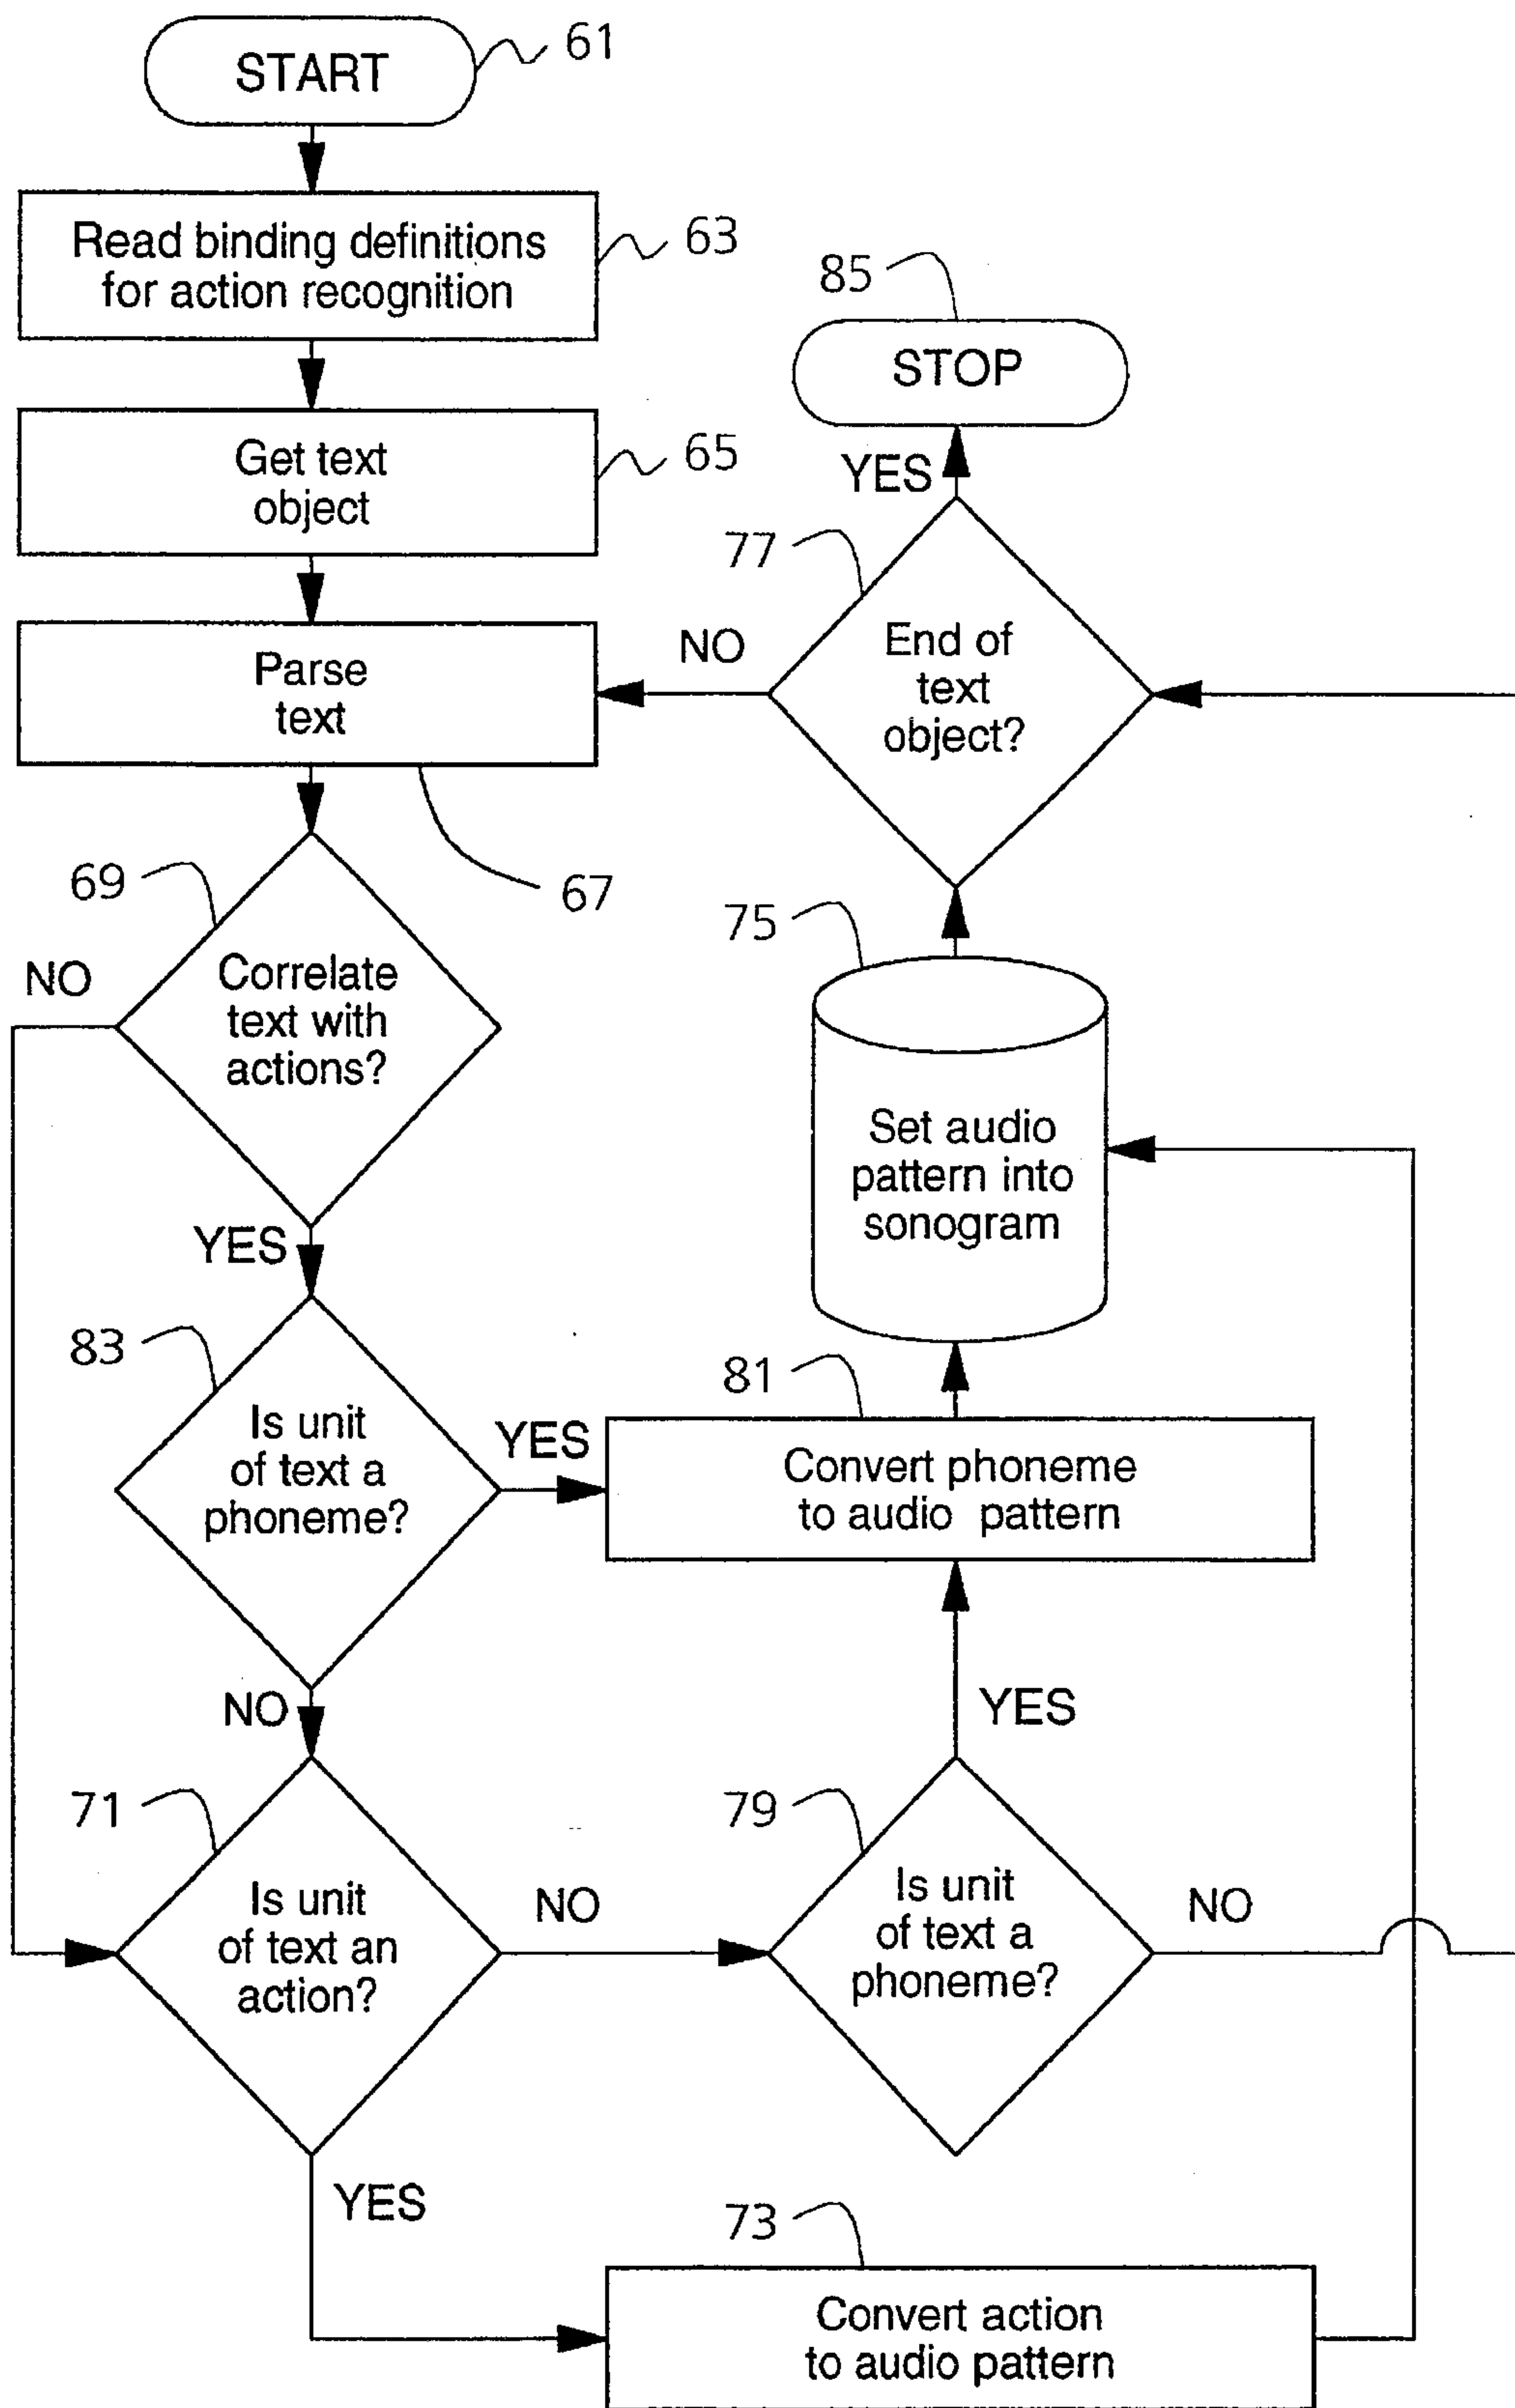 START
61
Read binding definitions
for action recognition
63
Get text
object
65
Parse
text
67
69
Correlate
text with
actions?
NO
YES
83
Is unit
of text a
phoneme?
YES
NO
71
Is unit
of text an
action?
NO
YES
73
Convert action
to audio pattern
79
Is unit
of text a
phoneme?
NO
YES
81
Convert phoneme
to audio pattern
75
Set audio
pattern into
sonogram
77
End of
text
object?
NO
YES
85
STOP